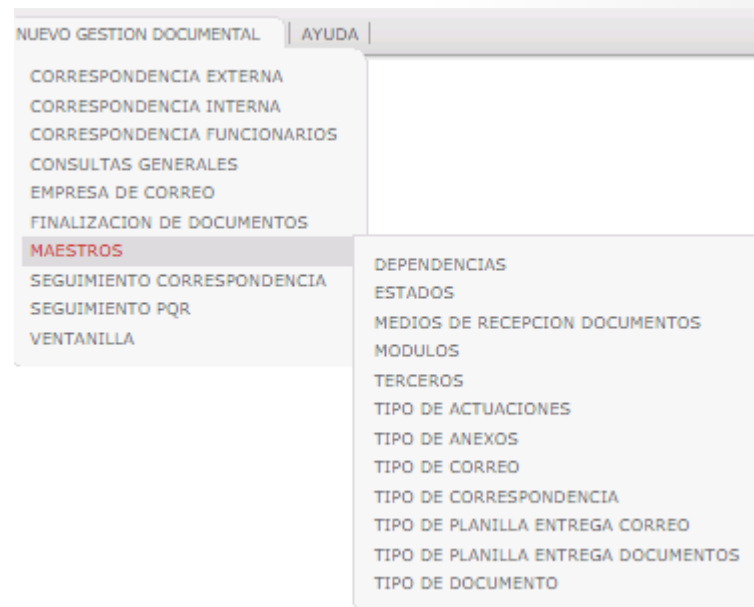 NUEVO GESTION DOCUMENTAL | AYUDA |
CORRESPONDENCIA EXTERNA
CORRESPONDENCIA INTERNA
CORRESPONDENCIA FUNCIONARIOS
CONSULTAS GENERALES
EMPRESA DE CORREO
FINALIZACION DE DOCUMENTOS
MAESTROS
SEGUIMIENTO CORRESPONDENCIA
SEGUIMIENTO PQR
VENTANILLA
DEPENDENCIAS
ESTADOS
MEDIOS DE RECEPCION DOCUMENTOS
MODULOS
TERCEROS
TIPO DE ACTUACIONES
TIPO DE ANEXOS
TIPO DE CORREO
TIPO DE CORRESPONDENCIA
TIPO DE PLANILLA ENTREGA CORREO
TIPO DE PLANILLA ENTREGA DOCUMENTOS
TIPO DE DOCUMENTO